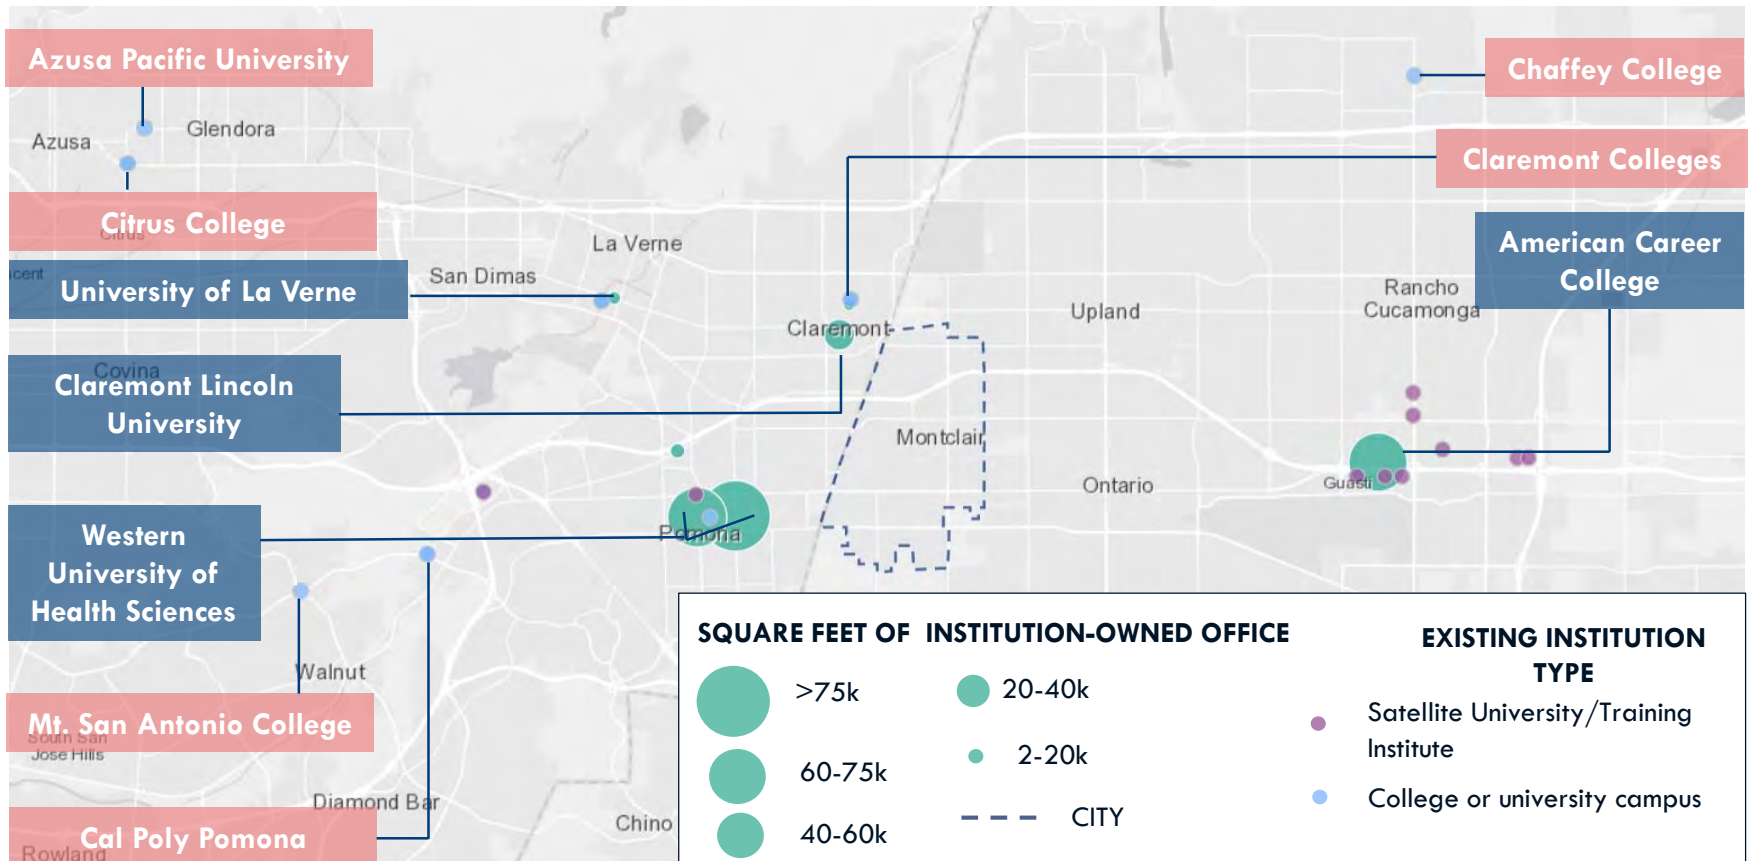 Azusa Pacific University
Chaffey College
Azusa
Glendora
Claremont Colleges
Citrus College
Citrus
American Career
College
La Verne
San Dimas
University of La Verne
Rancho
Cucamonga
Upland
Claremont
Covina
Claremont Lincoln
University
Montclair
Ontario
Guasti
Pomona
Western
University of
Health Sciences
Walnut
Mt. San Antonio College
South San
Jose Hills
Diamond Bar
Chino
Cal Poly Pomona
Rowland
SQUARE FEET OF INSTITUTION-OWNED OFFICE
>75k
60-75k
40-60k
20-40k
2-20k
CITY
EXISTING INSTITUTION
TYPE
Satellite University/Training
Institute
College or university campus